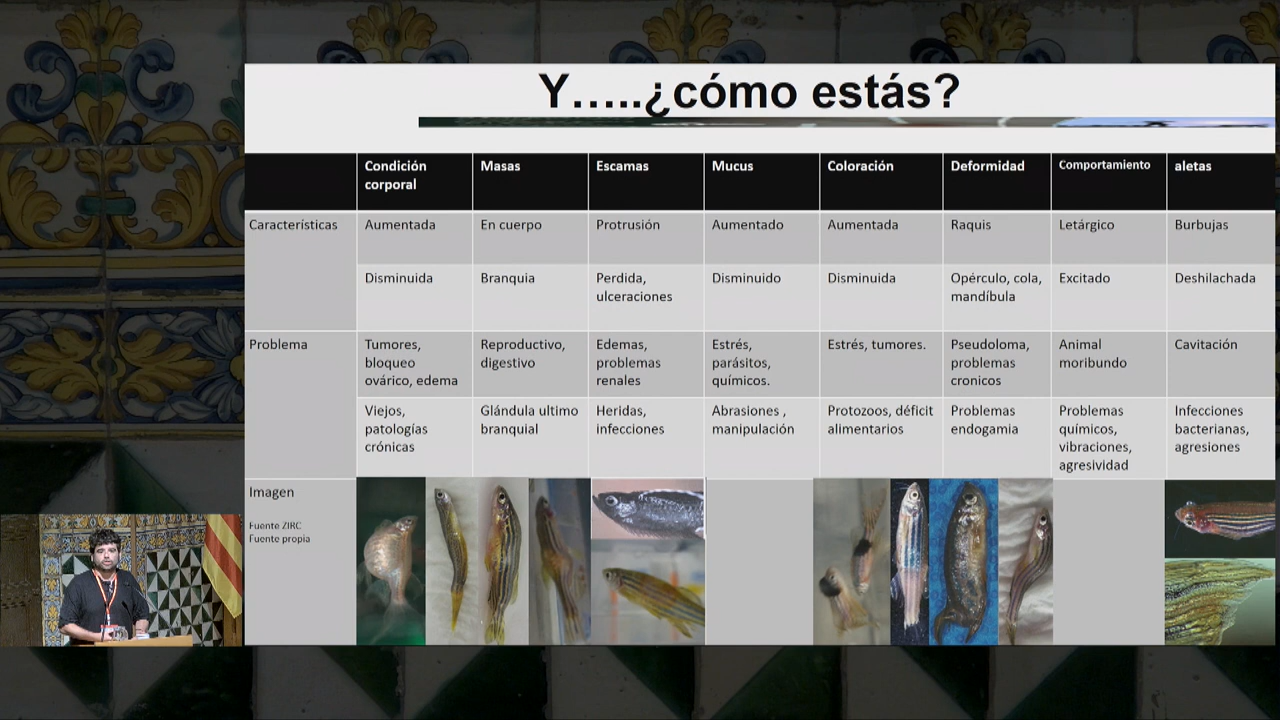 Y…..¿cómo estás?
Condición
corporal
Masas
Escamas
Mucus
Coloración
Deformidad
Comportamiento
aletas
Características
Aumentada
En cuerpo
Protrusión
Aumentado
Aumentada
Raquis
Letárgico
Burbujas
Disminuida
Branquia
Perdida,
ulceraciones
Disminuido
Disminuida
Opérculo, cola,
mandíbula
Excitado
Deshilachada
Problema
Tumores,
bloqueo
ovárico, edema
Reproductivo,
digestivo
Edemas,
problemas
renales
Estrés,
parásitos,
químicos.
Estrés, tumores.
Pseudoloma,
problemas
cronicos
Animal
moribundo
Cavitación
Viejos,
patologías
crónicas
Glándula ultimo
branquial
Heridas,
infecciones
Abrasiones ,
manipulación
Protozoos, déficit
alimentarios
Problemas
endogamia
Problemas
químicos,
vibraciones,
agresividad
Infecciones
bacterianas,
agresiones
Imagen
Fuente ZIRC
Fuente propia